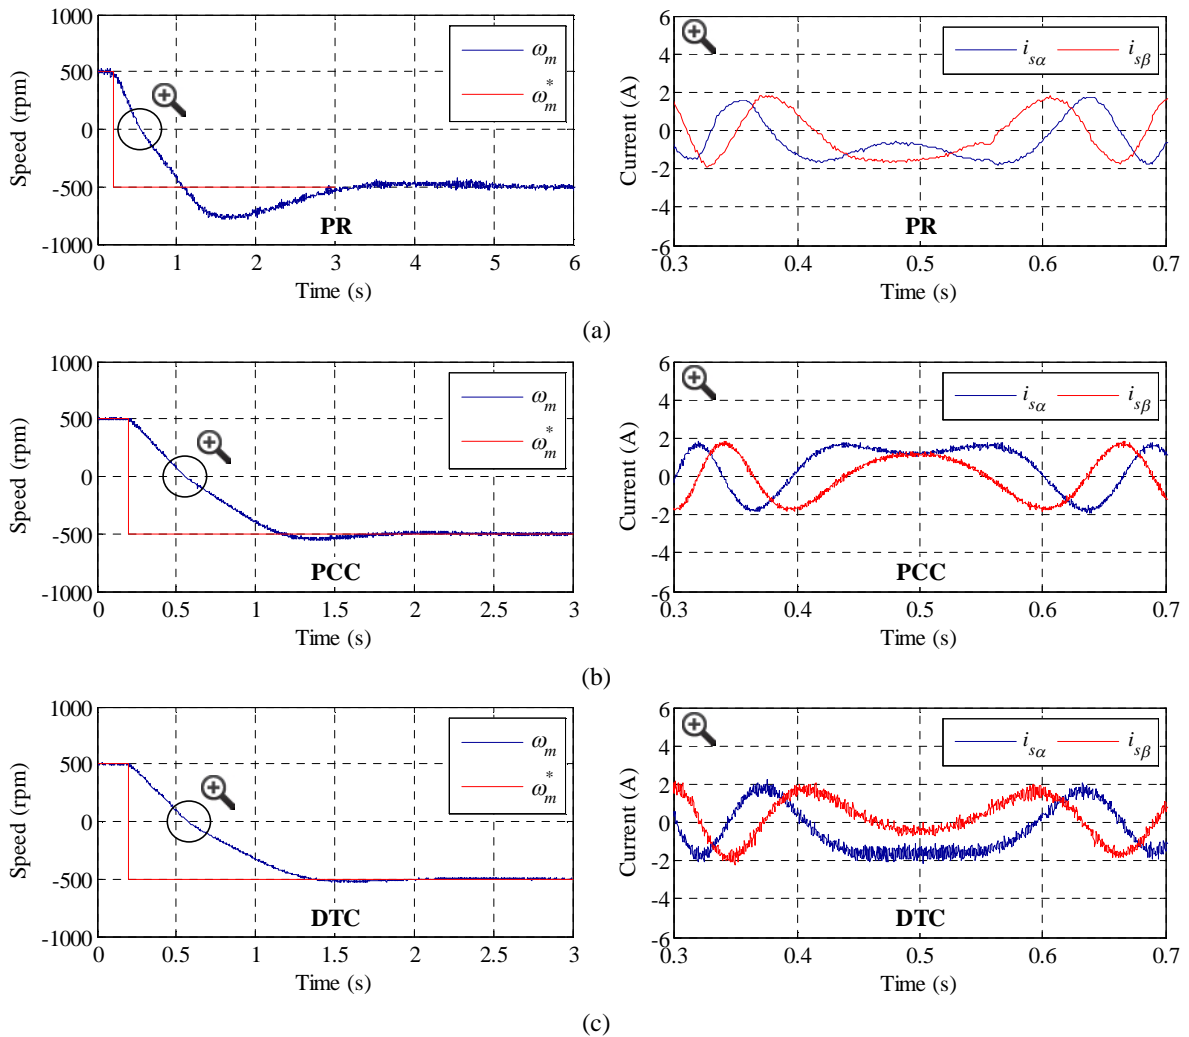 1000
500
0
-500
-1000
Speed (rpm)
ω_m
ω_m^*
PR
0 1 2 3 4 5 6
Time (s)
6
4
2
0
-2
-4
-6
Current (A)
i_sα i_sβ
PR
0.3 0.4 0.5 0.6 0.7
Time (s)
(a)
1000
500
0
-500
-1000
Speed (rpm)
ω_m
ω_m^*
PCC
0 0.5 1 1.5 2 2.5 3
Time (s)
6
4
2
0
-2
-4
-6
Current (A)
i_sα i_sβ
PCC
0.3 0.4 0.5 0.6 0.7
Time (s)
(b)
1000
500
0
-500
-1000
Speed (rpm)
ω_m
ω_m^*
DTC
0 0.5 1 1.5 2 2.5 3
Time (s)
6
4
2
0
-2
-4
-6
Current (A)
i_sα i_sβ
DTC
0.3 0.4 0.5 0.6 0.7
Time (s)
(c)